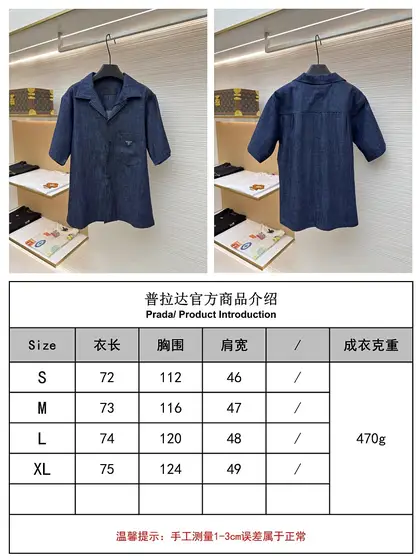 普拉达官方商品介绍
Prada/ Product Introduction
Size 衣长 胸围 肩宽 / 成衣克重
S 72 112 46 /
M 73 116 47 /
L 74 120 48 /
XL 75 124 49 /
470g
温馨提示：手工测量1-3cm误差属于正常